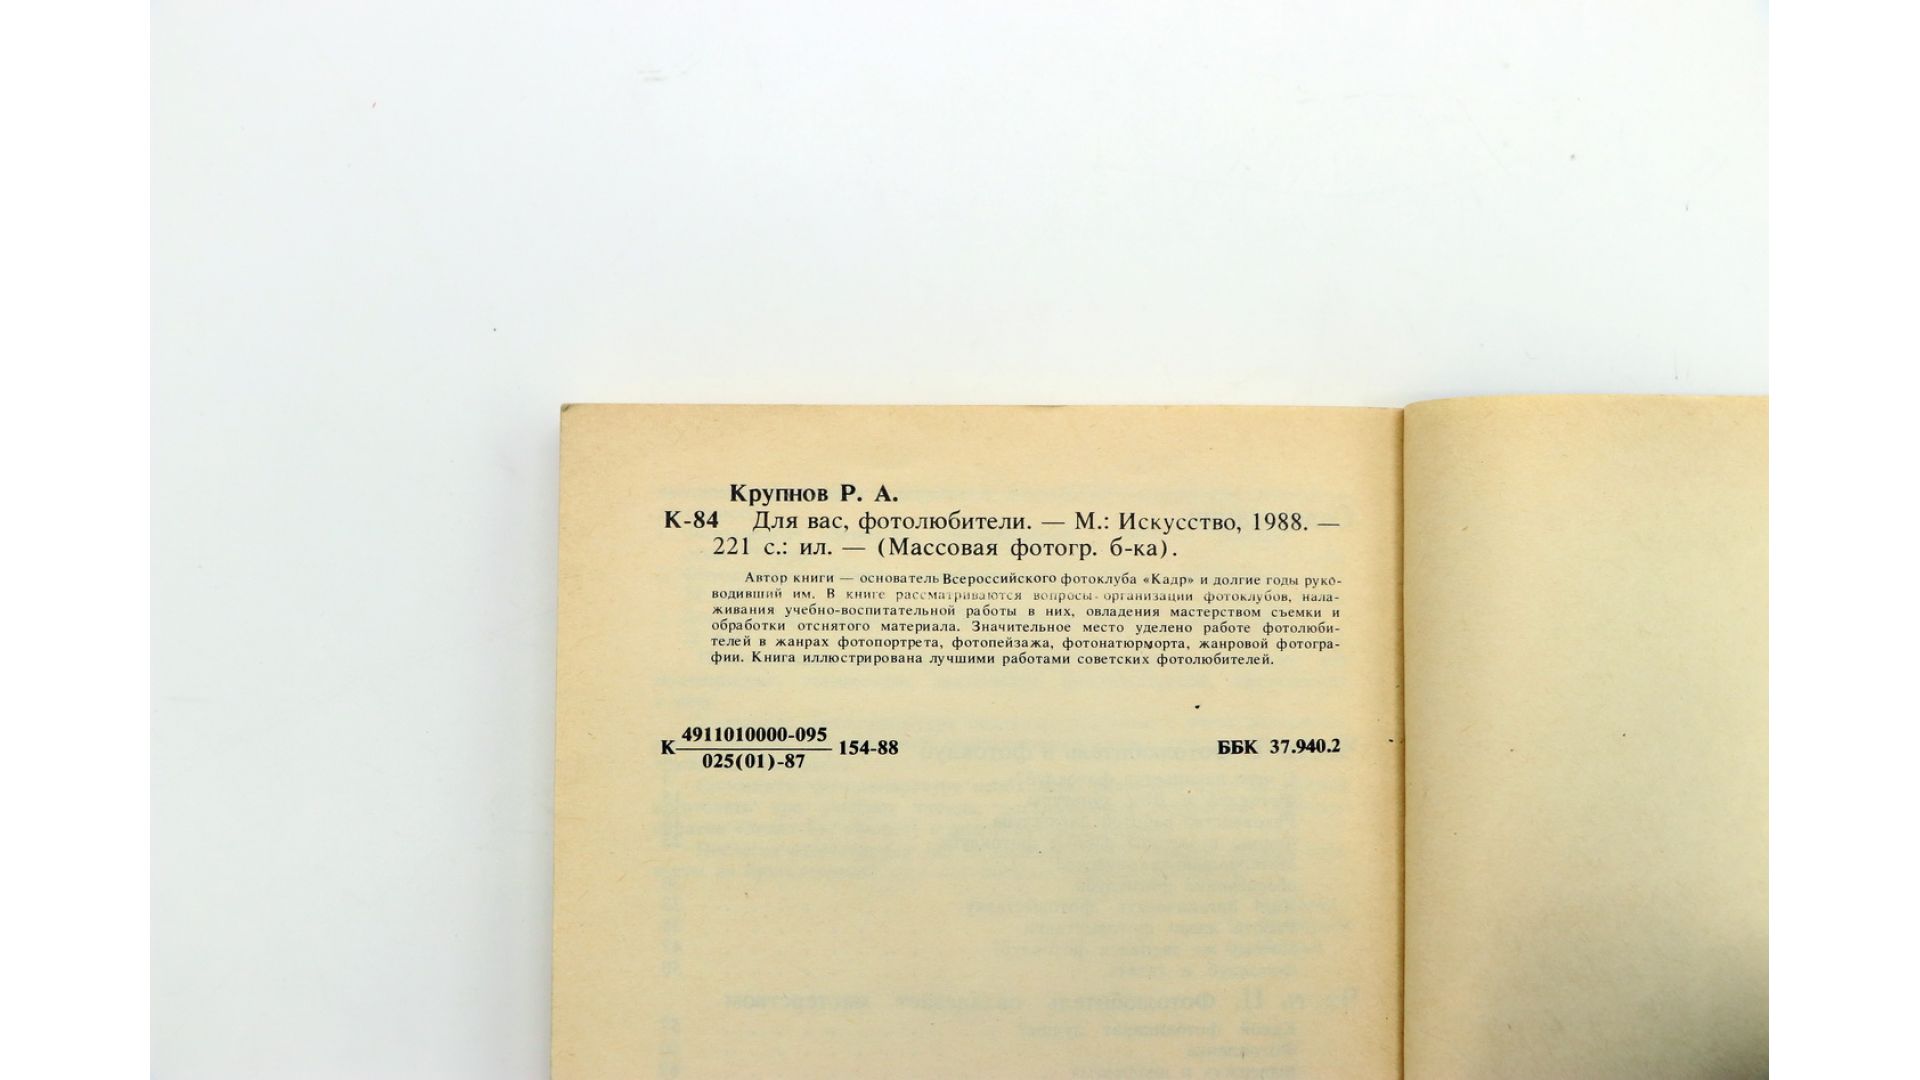 Крупнов Р. А.
К-84 Для вас, фотолюбители. — М.: Искусство, 1988. —
221 с.: ил. — (Массовая фотогр. б-ка).
Автор книги — основатель Всероссийского фотоклуба «Кадр» и долгие годы руко-
водивший им. В книге рассматриваются вопросы организации фотоклубов, нала-
живания учебно-воспитательной работы в них, овладения мастерством съемки и
обработки отснятого материала. Значительное место уделено работе фотолюби-
телей в жанрах фотопортрета, фотопейзажа, фотонатюрморта, жанровой фотогра-
фии. Книга иллюстрирована лучшими работами советских фотолюбителей.
4911010000-095
К 154-88 ББК 37.940.2
025(01)-87